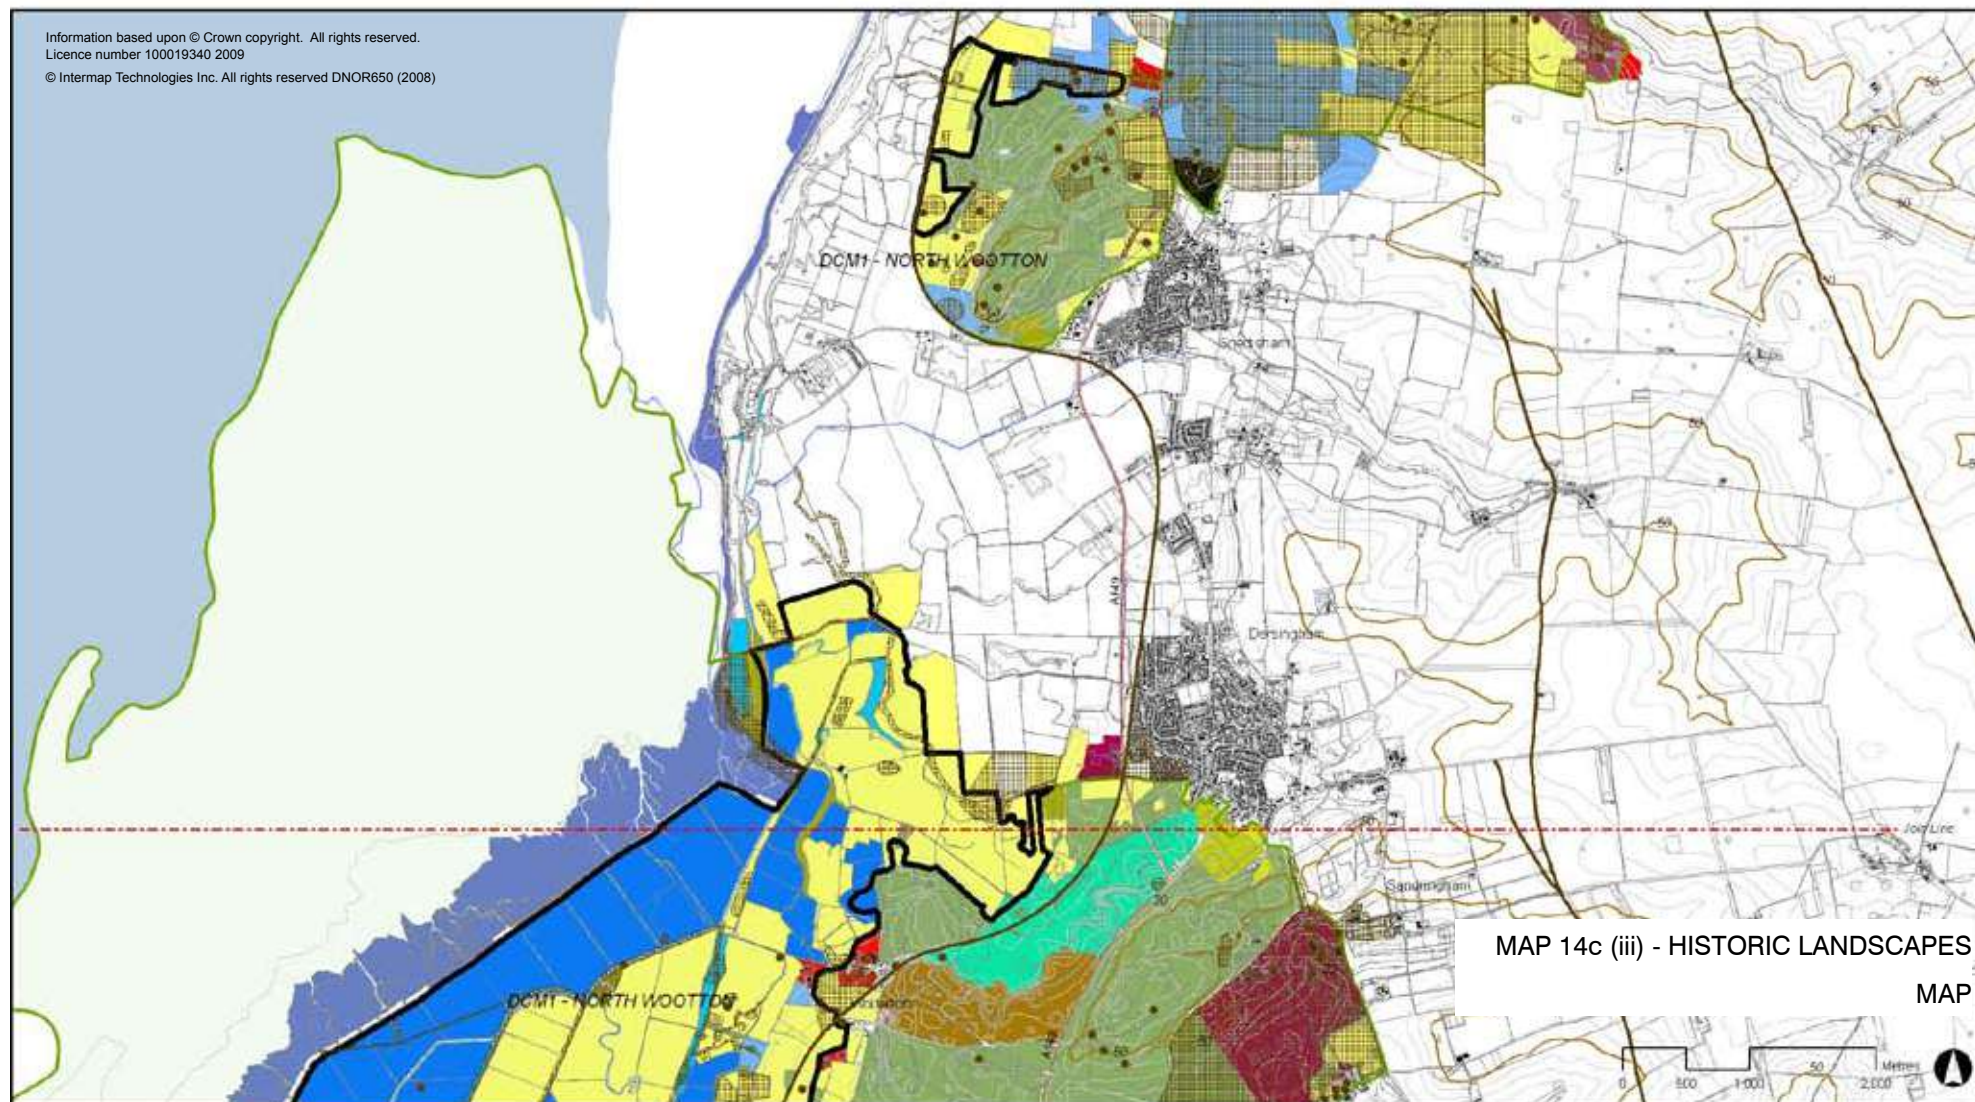 Information based upon © Crown copyright. All rights reserved.
Licence number 100019340 2009
© Intermap Technologies Inc. All rights reserved DNOR650 (2008)
DCM1 - NORTH WOOTTON
A149
Dersingham
50
Join Line
Sandringham
DCM1 - NORTH WOOTTON
MAP 14c (iii) - HISTORIC LANDSCAPES
MAP
0 500 1,000 2,000
Metres